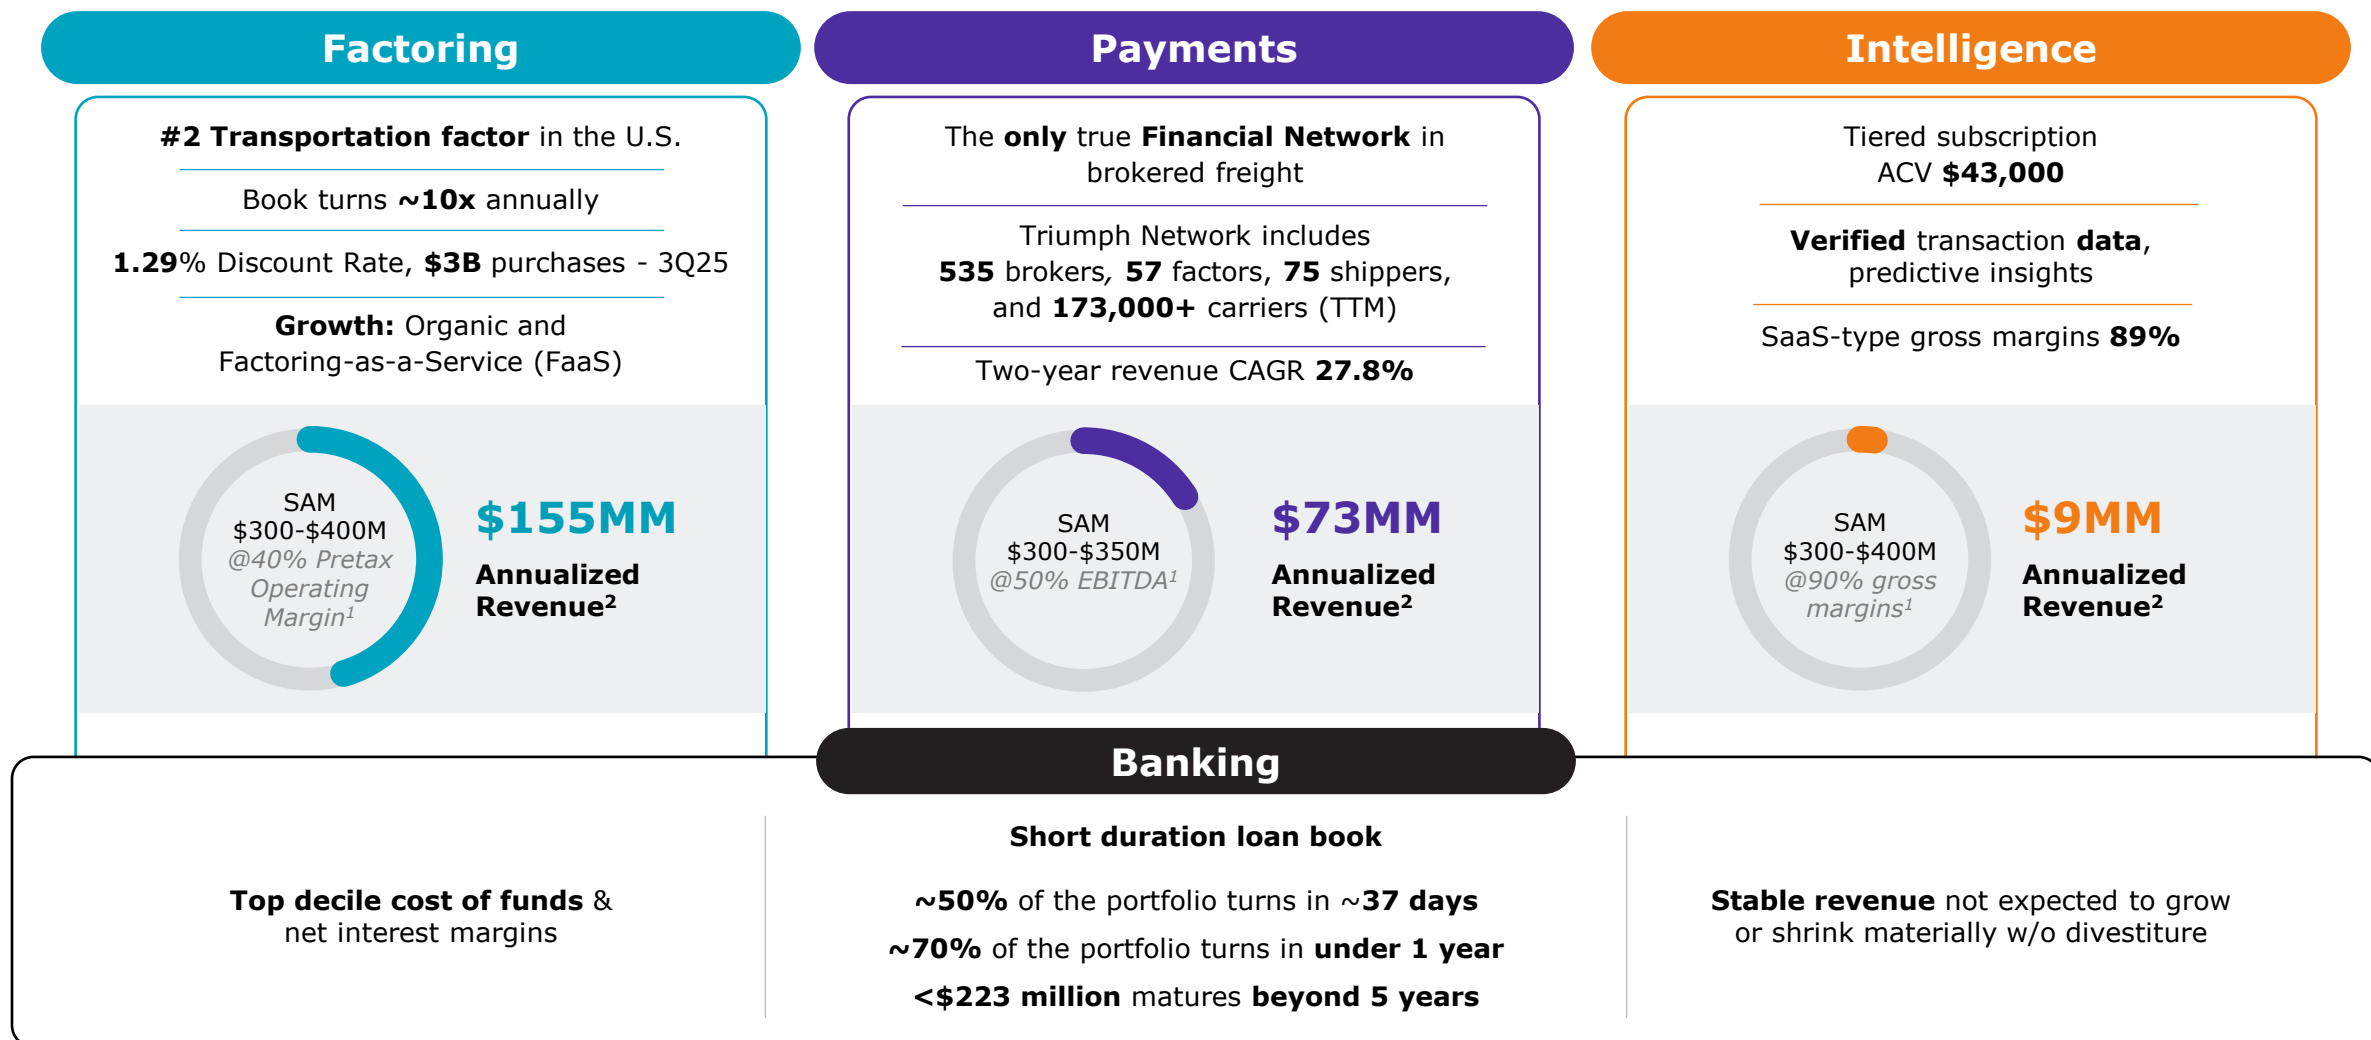 Factoring
#2 Transportation factor in the U.S.
Book turns ~10x annually
1.29% Discount Rate, $3B purchases - 3Q25
Growth: Organic and
Factoring-as-a-Service (FaaS)
SAM
$300-$400M
@40% Pretax
Operating
Margin¹
$155MM
Annualized
Revenue²
Payments
The only true Financial Network in
brokered freight
Triumph Network includes
535 brokers, 57 factors, 75 shippers,
and 173,000+ carriers (TTM)
Two-year revenue CAGR 27.8%
SAM
$300-$350M
@50% EBITDA¹
$73MM
Annualized
Revenue²
Intelligence
Tiered subscription
ACV $43,000
Verified transaction data,
predictive insights
SaaS-type gross margins 89%
SAM
$300-$400M
@90% gross
margins¹
$9MM
Annualized
Revenue²
Banking
Top decile cost of funds &
net interest margins
Short duration loan book
~50% of the portfolio turns in ~37 days
~70% of the portfolio turns in under 1 year
<$223 million matures beyond 5 years
Stable revenue not expected to grow
or shrink materially w/o divestiture